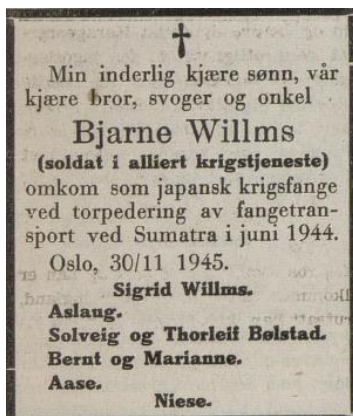 Min inderlig kjære sønn, vår
kjære bror, svoger og onkel
Bjarne Willms
(soldat i alliert krigstjeneste)
omkom som japansk krigsfange
ved torpedering av fangetran-
sport ved Sumatra i juni 1944.
Oslo, 30/11 1945.
Sigrid Willms.
Aslaug.
Solveig og Thorleif Bølstad.
Bernt og Marianne.
Aase.
Niese.